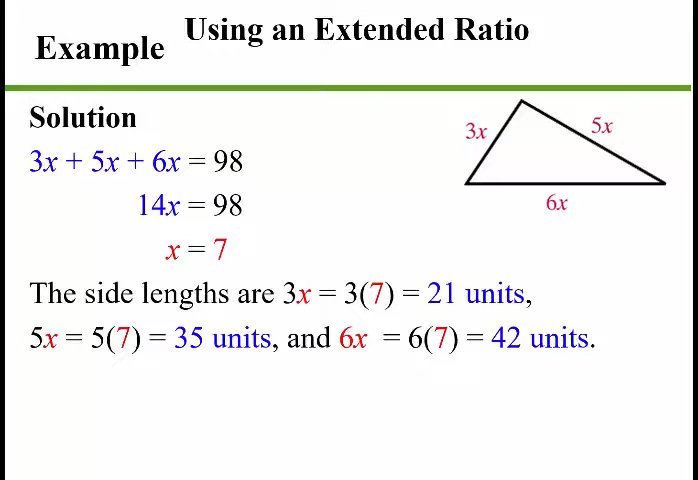 Using an Extended Ratio
Example
Solution
3x + 5x + 6x = 98
14x = 98
x = 7
The side lengths are 3x = 3(7) = 21 units,
5x = 5(7) = 35 units, and 6x = 6(7) = 42 units.
3x
5x
6x